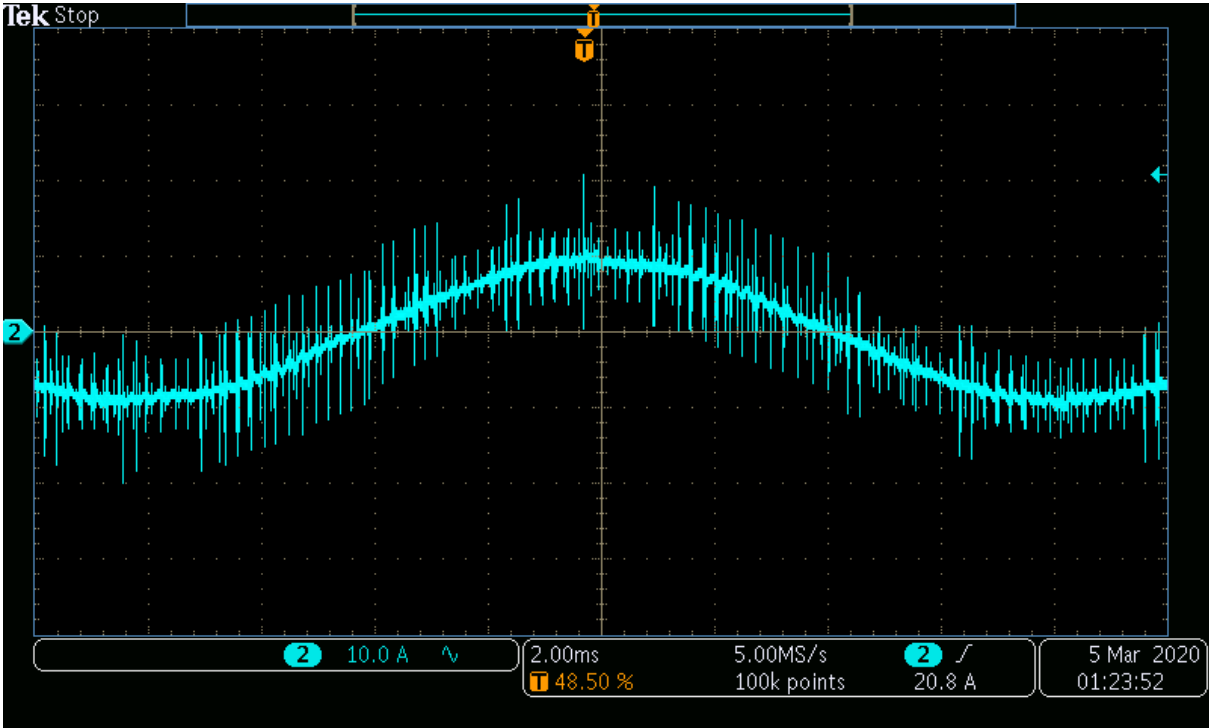 Tek Stop
T
T
2
2 10.0 A
2.00ms 5.00MS/s 2 5 Mar 2020
T 48.50 % 100k points 20.8 A 01:23:52